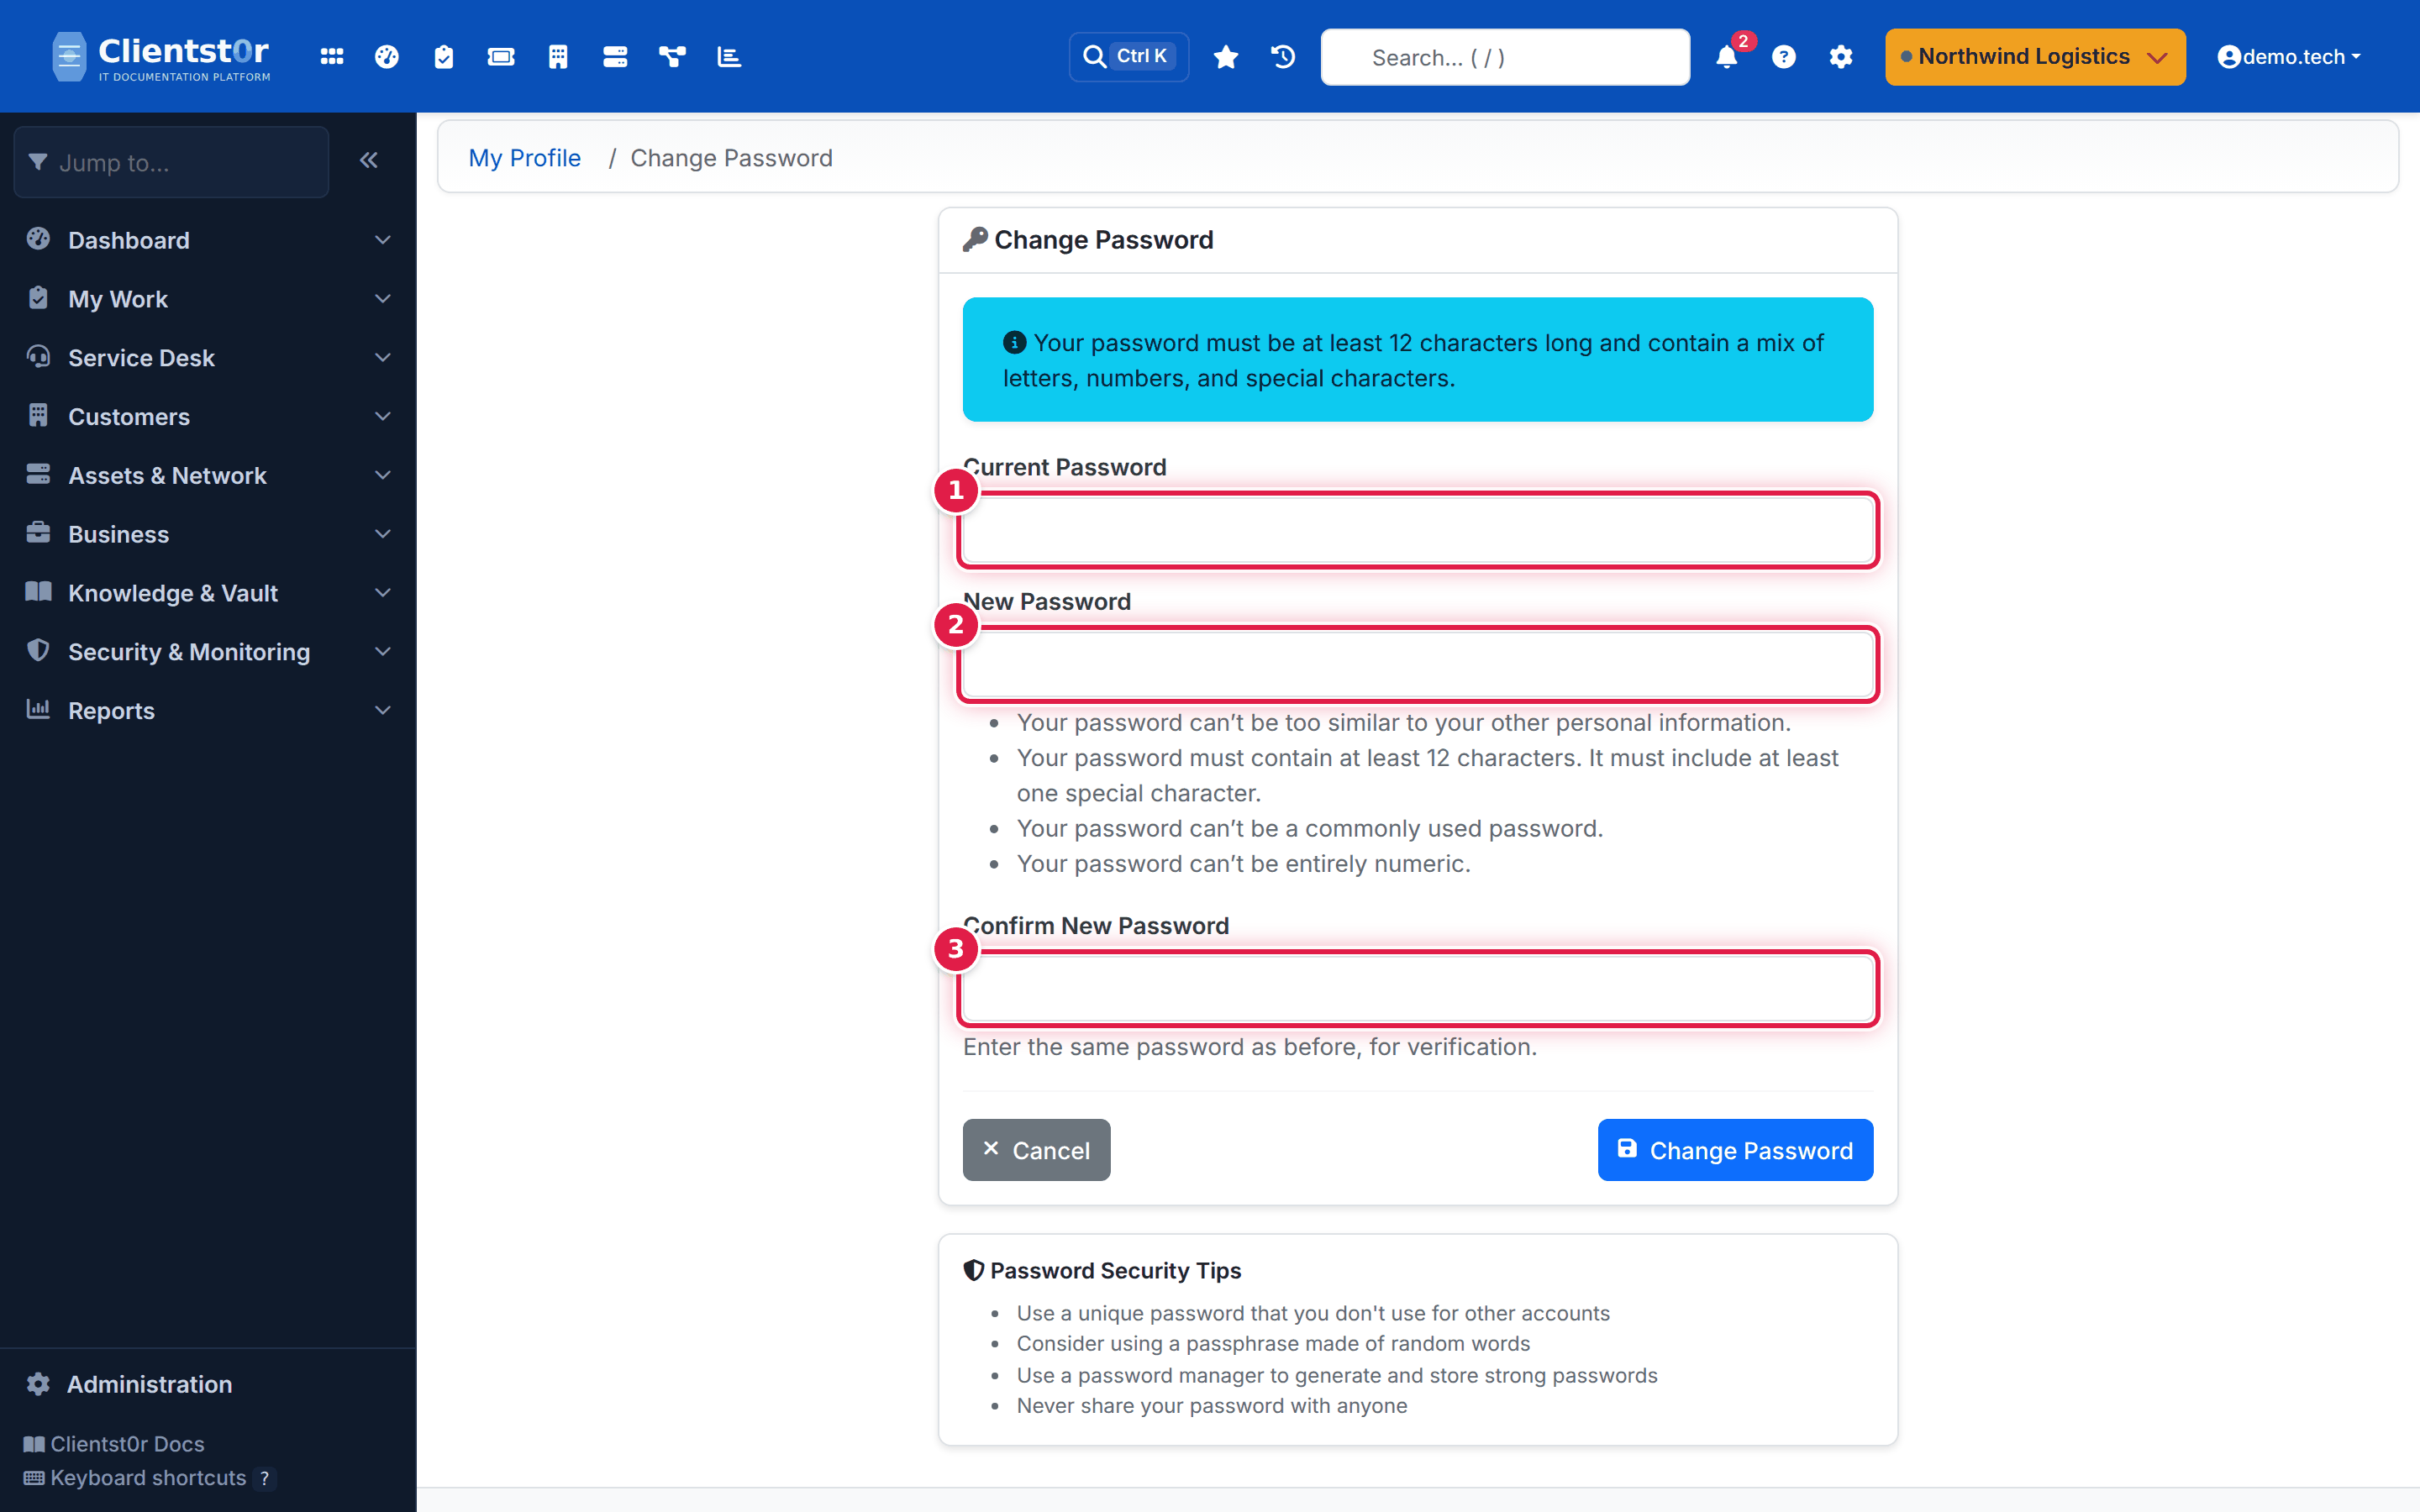 Clientst0r
IT DOCUMENTATION PLATFORM
Ctrl K
Search... ( / )
2
?
Northwind Logistics
demo.tech
Jump to...
Dashboard
My Work
Service Desk
Customers
Assets & Network
Business
Knowledge & Vault
Security & Monitoring
Reports
Administration
Clientst0r Docs
Keyboard shortcuts ?
My Profile / Change Password
Change Password
Your password must be at least 12 characters long and contain a mix of
letters, numbers, and special characters.
Current Password
1
New Password
2
Your password can’t be too similar to your other personal information.
Your password must contain at least 12 characters. It must include at least
one special character.
Your password can’t be a commonly used password.
Your password can’t be entirely numeric.
Confirm New Password
3
Enter the same password as before, for verification.
Cancel
Change Password
Password Security Tips
Use a unique password that you don't use for other accounts
Consider using a passphrase made of random words
Use a password manager to generate and store strong passwords
Never share your password with anyone